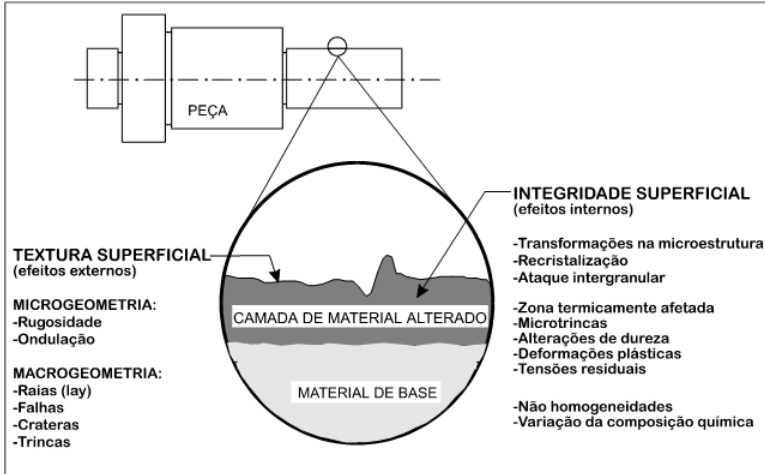 PEÇA
TEXTURA SUPERFICIAL
(efeitos externos)
MICROGEOMETRIA:
-Rugosidade
-Ondulação
MACROGEOMETRIA:
-Raias (lay)
-Falhas
-Crateras
-Trincas
CAMADA DE MATERIAL ALTERADO
MATERIAL DE BASE
INTEGRIDADE SUPERFICIAL
(efeitos internos)
-Transformações na microestrutura
-Recristalização
-Ataque intergranular
-Zona termicamente afetada
-Microtrincas
-Alterações de dureza
-Deformações plásticas
-Tensões residuais
-Não homogeneidades
-Variação da composição química